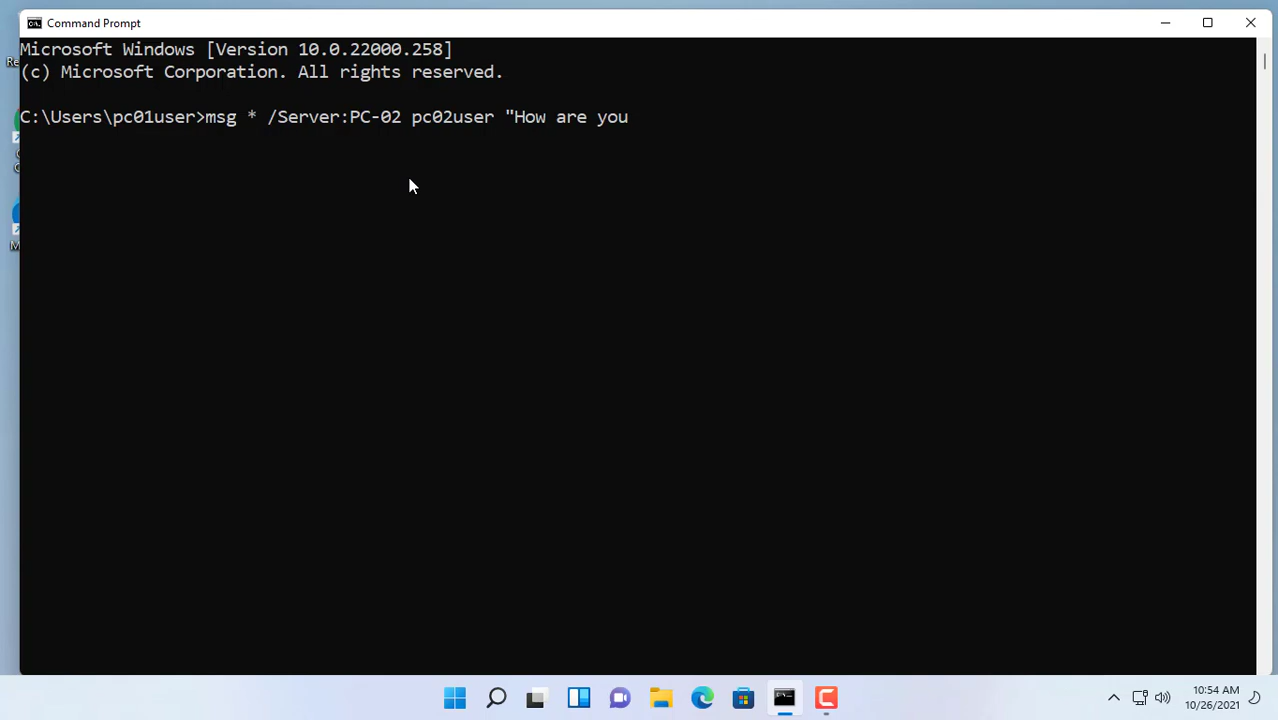 Command Prompt
Microsoft Windows [Version 10.0.22000.258]
(c) Microsoft Corporation. All rights reserved.
C:\Users\pc01user>msg * /Server:PC-02 pc02user "How are you
Re
C
M
10:54 AM
10/26/2021